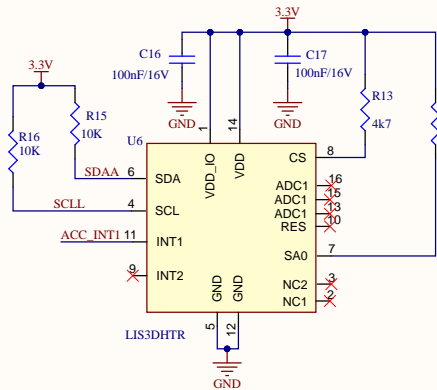 3.3V
C16
100nF/16V
GND
C17
100nF/16V
GND
3.3V
R16
10K
R15
10K
R13
4k7
U6
1
14
VDD_IO
VDD
SDAA
6
SDA
SCLL
4
SCL
ACC_INT1
11
INT1
9
INT2
CS
8
ADC1
16
ADC1
15
ADC1
13
RES
10
SA0
7
NC2
3
NC1
2
GND
GND
5
12
LIS3DHTR
GND